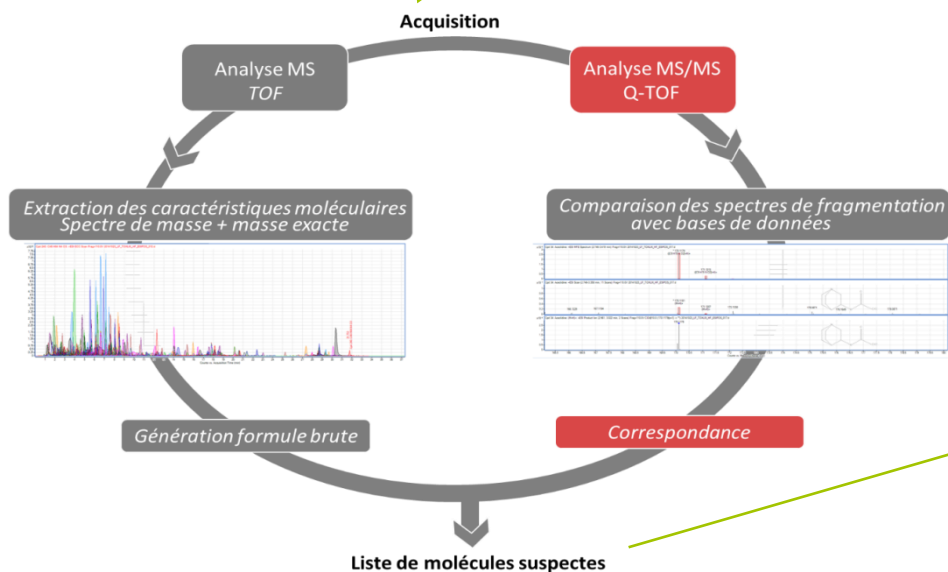 Acquisition
Analyse MS
TOF
Analyse MS/MS
Q-TOF
Extraction des caractéristiques moléculaires
Spectre de masse + masse exacte
Comparaison des spectres de fragmentation
avec bases de données
Génération formule brute
Correspondance
Liste de molécules suspectes